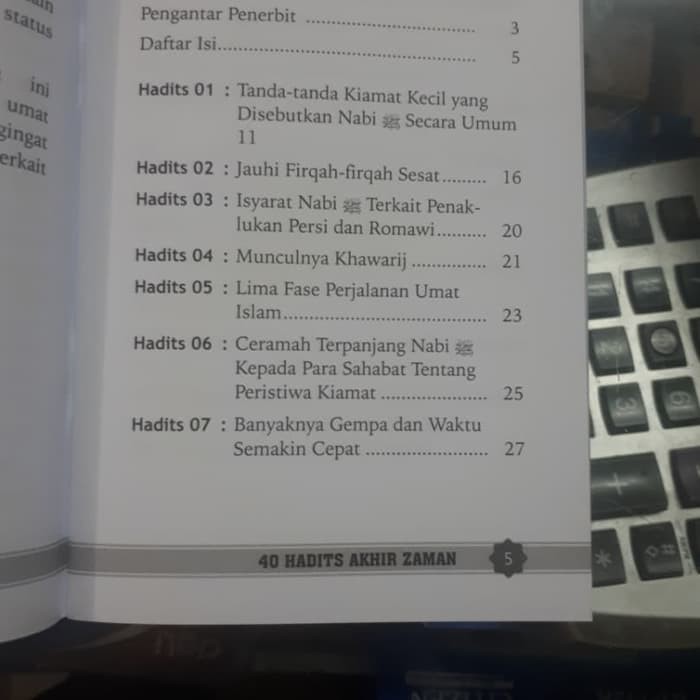 status
ini
umat
gingat
erkait
Pengantar Penerbit ................................... 3
Daftar Isi..................................................... 5
Hadits 01 : Tanda-tanda Kiamat Kecil yang
Disebutkan Nabi ﷺ Secara Umum
11
Hadits 02 : Jauhi Firqah-firqah Sesat......... 16
Hadits 03 : Isyarat Nabi ﷺ Terkait Penak-
lukan Persi dan Romawi.......... 20
Hadits 04 : Munculnya Khawarij ............... 21
Hadits 05 : Lima Fase Perjalanan Umat
Islam......................................... 23
Hadits 06 : Ceramah Terpanjang Nabi ﷺ
Kepada Para Sahabat Tentang
Peristiwa Kiamat ...................... 25
Hadits 07 : Banyaknya Gempa dan Waktu
Semakin Cepat ......................... 27
40 HADITS AKHIR ZAMAN 5